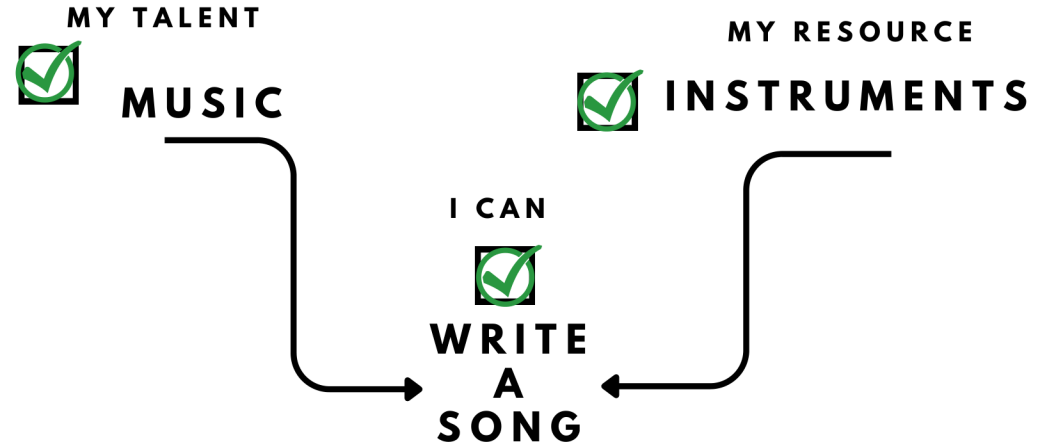 MY TALENT
MUSIC
MY RESOURCE
INSTRUMENTS
I CAN
WRITE
A
SONG